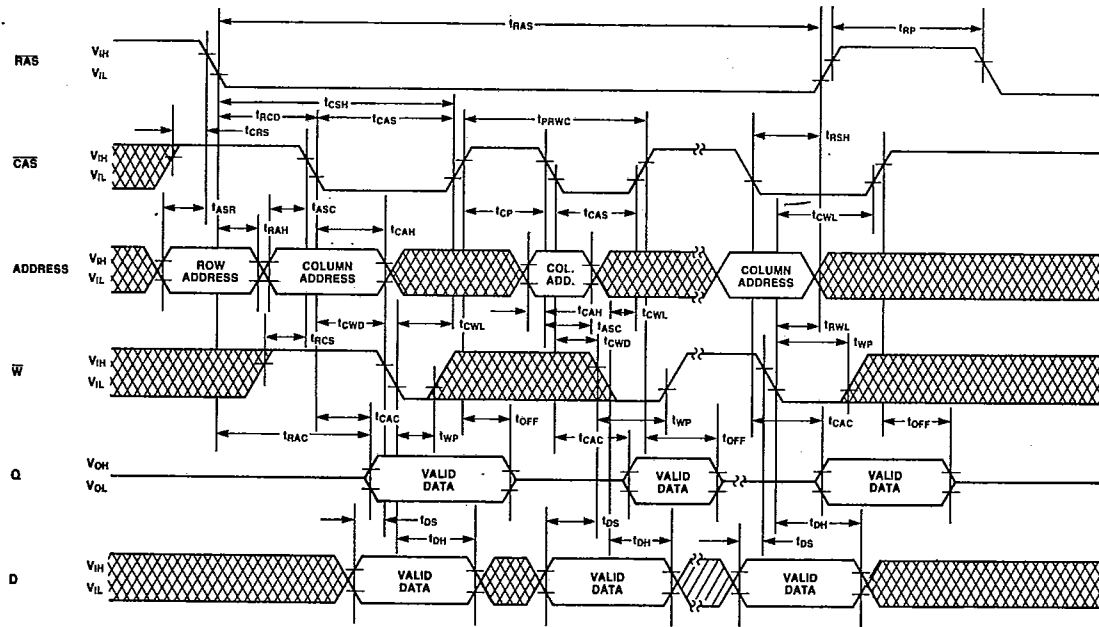 tRAS
tRP
RAS
VIH
VIL
tCSH
tRCD
tCAS
tPRWC
tCRS
tRSH
CAS
VIH
VIL
tASR
tASC
tCP
tCAS
tCWL
tRAH
tCAH
ADDRESS
VIH
VIL
ROW ADDRESS
COLUMN ADDRESS
COL. ADD.
COLUMN ADDRESS
tCWD
tCWL
tCAH
tCWL
tRWL
tASC
tRCS
tCWD
tWP
W
VIH
VIL
tCAC
tOFF
tRAC
tWP
tCAC
tWP
tOFF
tCAC
tOFF
Q
VOH
VOL
VALID DATA
VALID DATA
VALID DATA
tDS
tDH
tDS
tDH
tDH
tDS
D
VIH
VIL
VALID DATA
VALID DATA
VALID DATA